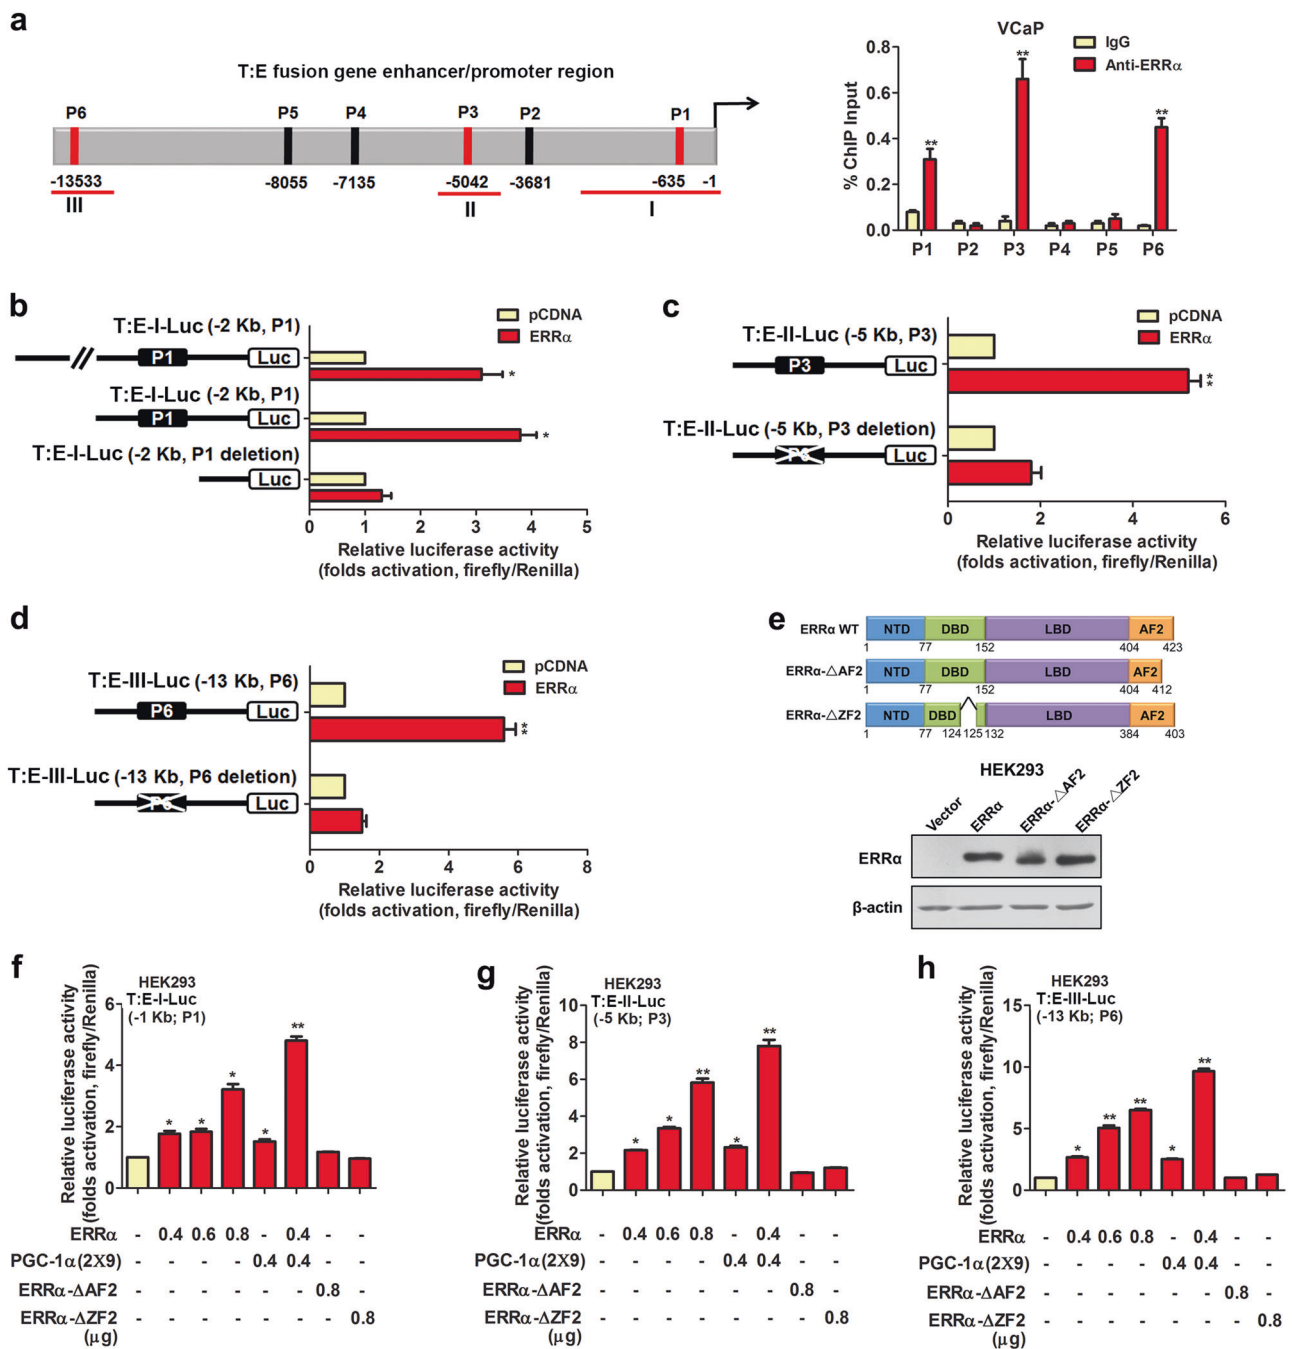 a
T:E fusion gene enhancer/promoter region
P6 P5 P4 P3 P2 P1
-13533 -8055 -7135 -5042 -3681 -635 -1
III II I
VCaP
IgG
Anti-ERRα
% ChIP Input
0.8
0.6
0.4
0.2
0.0
** ** **
P1 P2 P3 P4 P5 P6
b
pCDNA
ERRα
T:E-I-Luc (-2 Kb, P1)
P1 Luc
*
T:E-I-Luc (-2 Kb, P1)
P1 Luc
*
T:E-I-Luc (-2 Kb, P1 deletion)
Luc
0 1 2 3 4 5
Relative luciferase activity
(folds activation, firefly/Renilla)
c
pCDNA
ERRα
T:E-II-Luc (-5 Kb, P3)
P3 Luc
**
T:E-II-Luc (-5 Kb, P3 deletion)
Luc
0 2 4 6
Relative luciferase activity
(folds activation, firefly/Renilla)
d
pCDNA
ERRα
T:E-III-Luc (-13 Kb, P6)
P6 Luc
**
T:E-III-Luc (-13 Kb, P6 deletion)
P6 Luc
0 2 4 6 8
Relative luciferase activity
(folds activation, firefly/Renilla)
e
ERRα WT NTD DBD LBD AF2
1 77 152 404 423
ERRα-△AF2 NTD DBD LBD AF2
1 77 152 404 412
ERRα-△ZF2 NTD DBD LBD AF2
1 77 124 125 132 384 403
HEK293
Vector ERRα ERRα-△AF2 ERRα-△ZF2
ERRα
β-actin
f
HEK293
T:E-I-Luc
(-1 Kb; P1)
Relative luciferase activity
(folds activation, firefly/Renilla)
6
4
2
0
* * * * **
ERRα - 0.4 0.6 0.8 - 0.4 - -
PGC-1α(2X9) - - - - 0.4 0.4 - -
ERRα-ΔAF2 - - - - - - 0.8 -
ERRα-ΔZF2 - - - - - - - 0.8
(μg)
g
HEK293
T:E-II-Luc
(-5 Kb; P3)
Relative luciferase activity
(folds activation, firefly/Renilla)
10
8
6
4
2
0
* * ** * **
ERRα - 0.4 0.6 0.8 - 0.4 - -
PGC-1α(2X9) - - - - 0.4 0.4 - -
ERRα-ΔAF2 - - - - - - 0.8 -
ERRα-ΔZF2 - - - - - - - 0.8
(μg)
h
HEK293
T:E-III-Luc
(-13 Kb; P6)
Relative luciferase activity
(folds activation, firefly/Renilla)
15
10
5
0
* ** ** * **
ERRα - 0.4 0.6 0.8 - 0.4 - -
PGC-1α(2X9) - - - - 0.4 0.4 - -
ERRα-ΔAF2 - - - - - - 0.8 -
ERRα-ΔZF2 - - - - - - - 0.8
(μg)